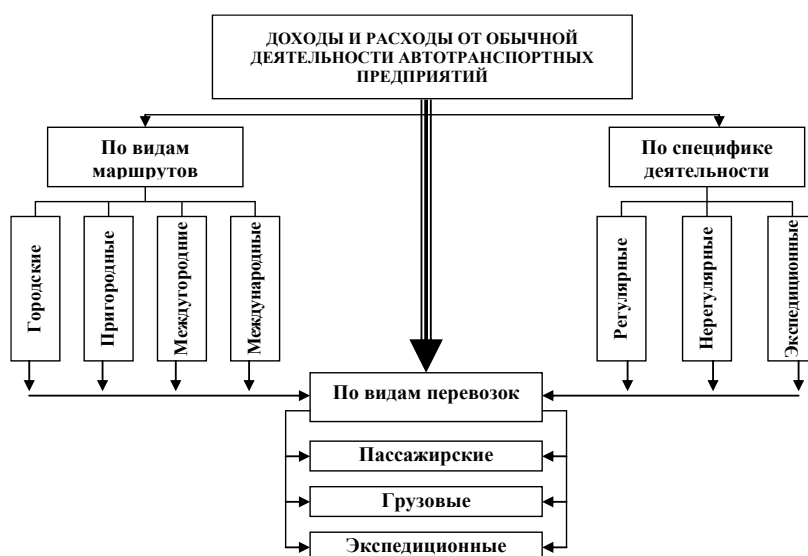 ДОХОДЫ И РАСХОДЫ ОТ ОБЫЧНОЙ
ДЕЯТЕЛЬНОСТИ АВТОТРАНСПОРТНЫХ
ПРЕДПРИЯТИЙ
По видам
маршрутов
По специфике
деятельности
Городские
Пригородные
Междугородние
Международные
Регулярные
Нерегулярные
Экспедиционные
По видам перевозок
Пассажирские
Грузовые
Экспедиционные